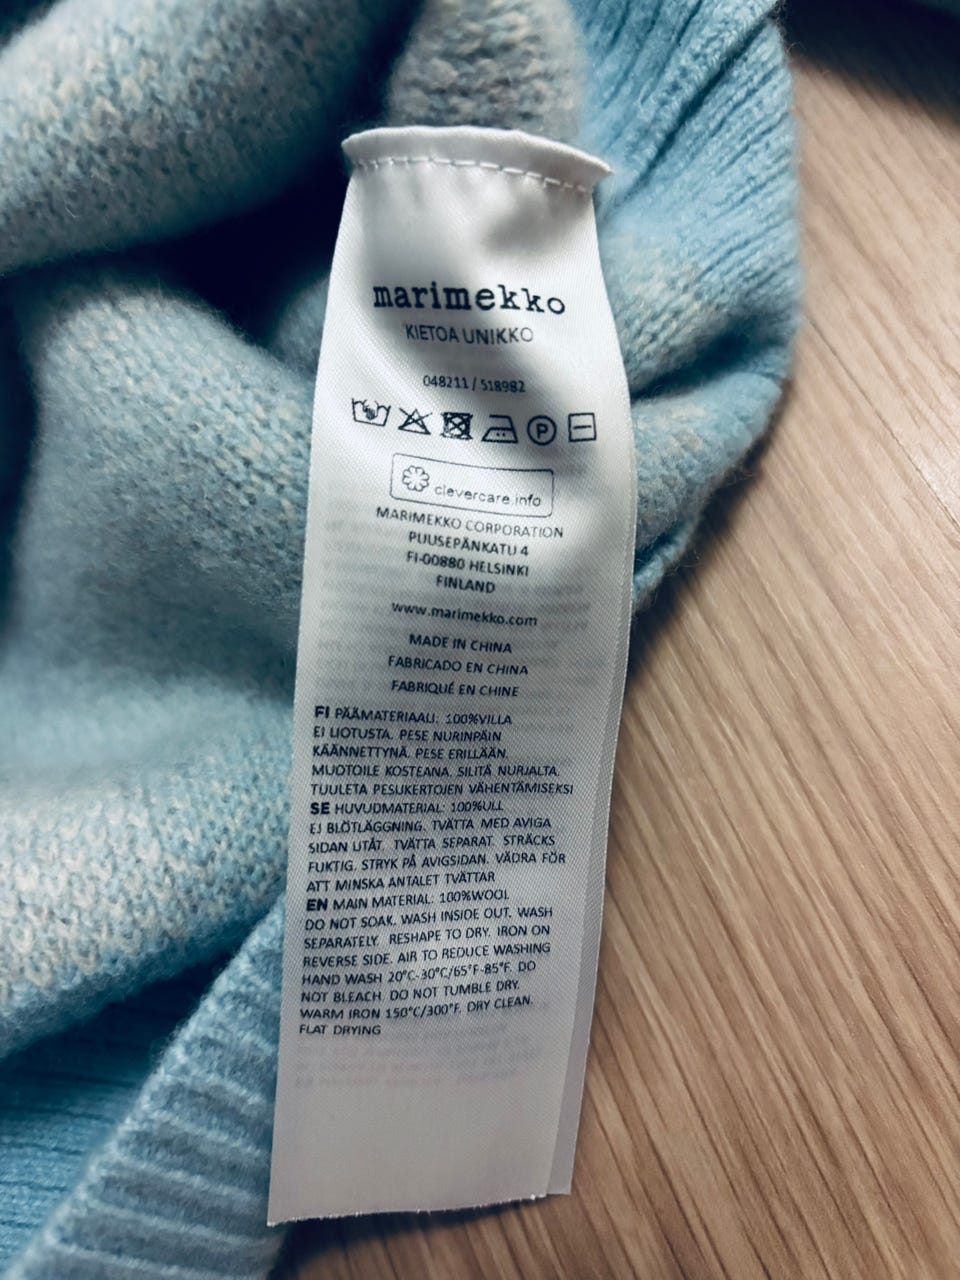 marimekko
KIETOA UNIKKO
048211 / 518982
P
clevercare.info
MARIMEKKO CORPORATION
PUUSEPÄNKATU 4
FI-00880 HELSINKI
FINLAND
www.marimekko.com
MADE IN CHINA
FABRICADO EN CHINA
FABRIQUÉ EN CHINE
FI PÄÄMATERIAALI: 100%VILLA
EI LIOTUSTA. PESE NURINPÄIN
KÄÄNNETTYNÄ. PESE ERILLÄÄN.
MUOTOILE KOSTEANA. SILITÄ NURJALTA.
TUULETA PESUKERTOJEN VÄHENTÄMISEKSI
SE HUVUDMATERIAL: 100%ULL
EJ BLÖTLÄGGNING. TVÄTTA MED AVIGA
SIDAN UTÅT. TVÄTTA SEPARAT. STRÄCKS
FUKTIG. STRYK PÅ AVIGSIDAN. VÄDRA FÖR
ATT MINSKA ANTALET TVÄTTAR
EN MAIN MATERIAL: 100%WOOL
DO NOT SOAK. WASH INSIDE OUT. WASH
SEPARATELY. RESHAPE TO DRY. IRON ON
REVERSE SIDE. AIR TO REDUCE WASHING
HAND WASH 20°C-30°C/65°F-85°F. DO
NOT BLEACH. DO NOT TUMBLE DRY.
WARM IRON 150°C/300°F. DRY CLEAN.
FLAT DRYING